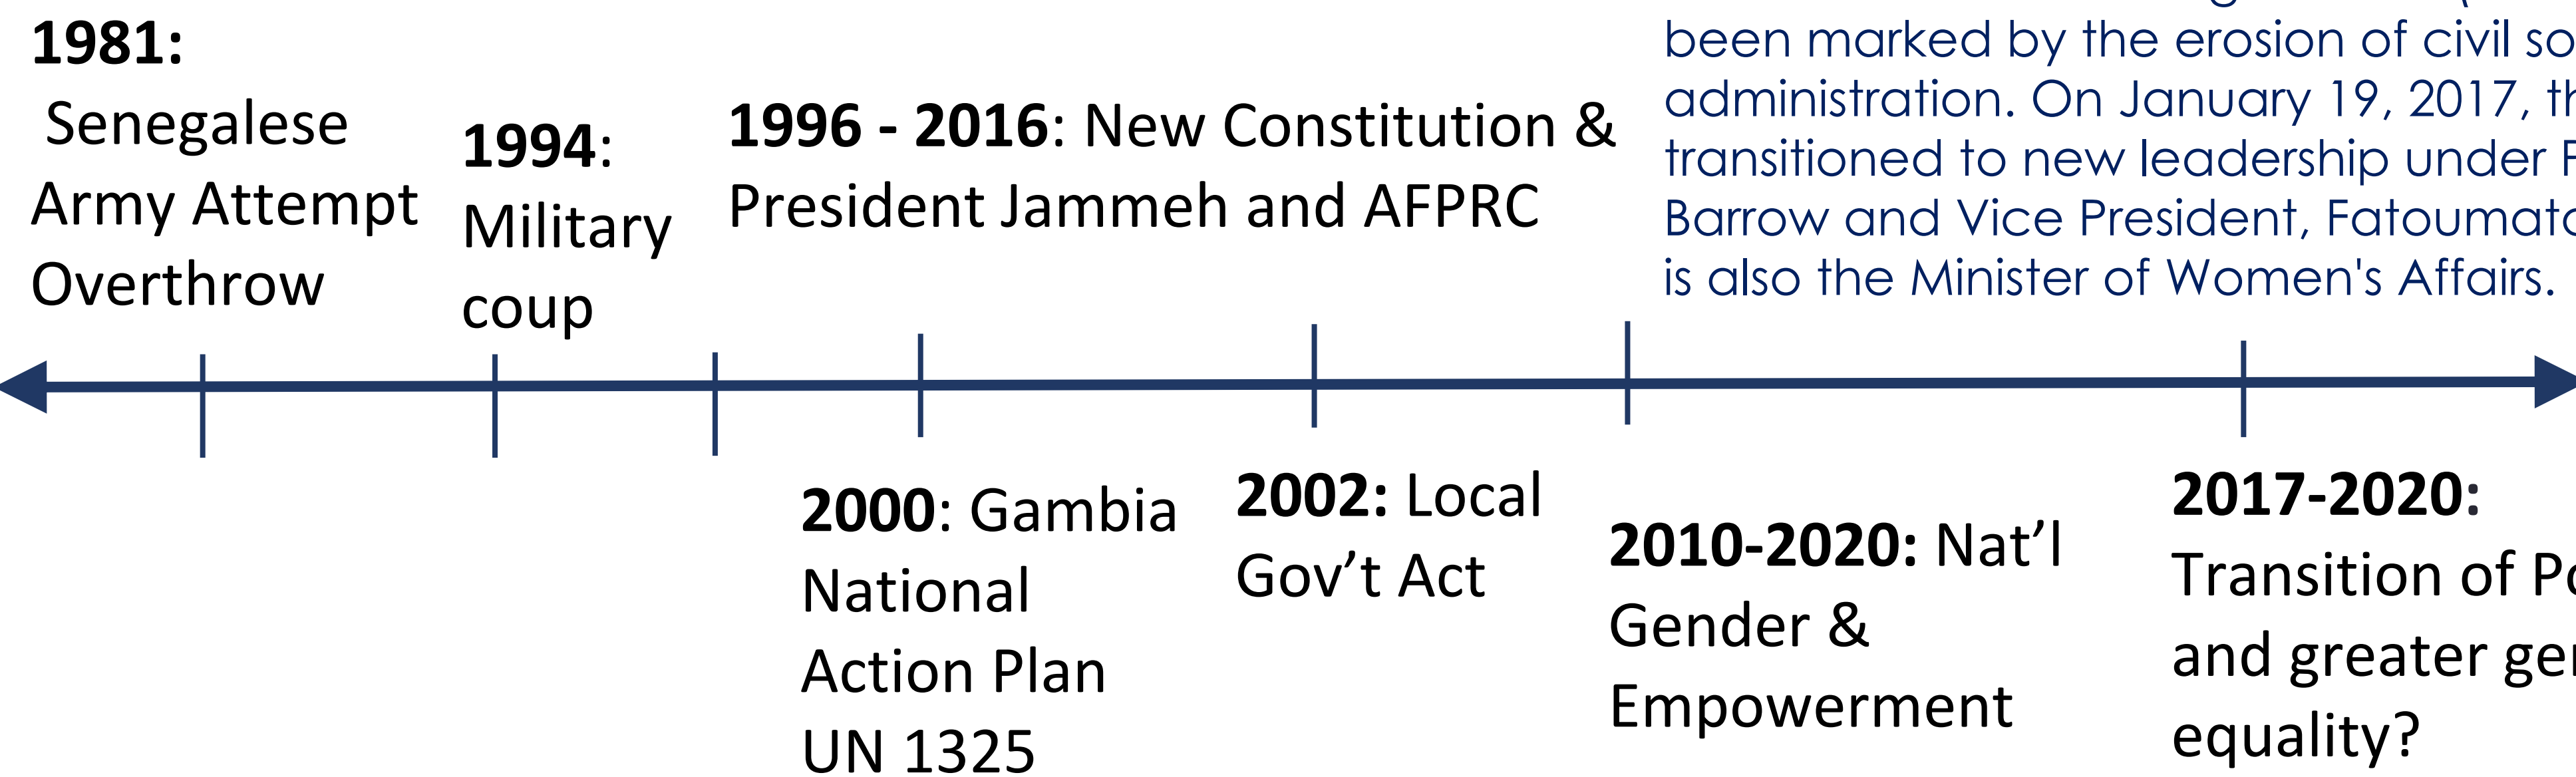 1981:
Senegalese
Army Attempt
Overthrow
1994:
Military
coup
1996 - 2016: New Constitution &
President Jammeh and AFPRC
been marked by the erosion of civil
administration. On January 19, 2017,
transitioned to new leadership under
Barrow and Vice President,
is also the Minister of Women's Affairs.
2000: Gambia
National
Action Plan
UN 1325
2002: Local
Gov't Act
2010-2020: Nat'l
Gender &
Empowerment
2017-2020:
Transition of
and greater
equality?